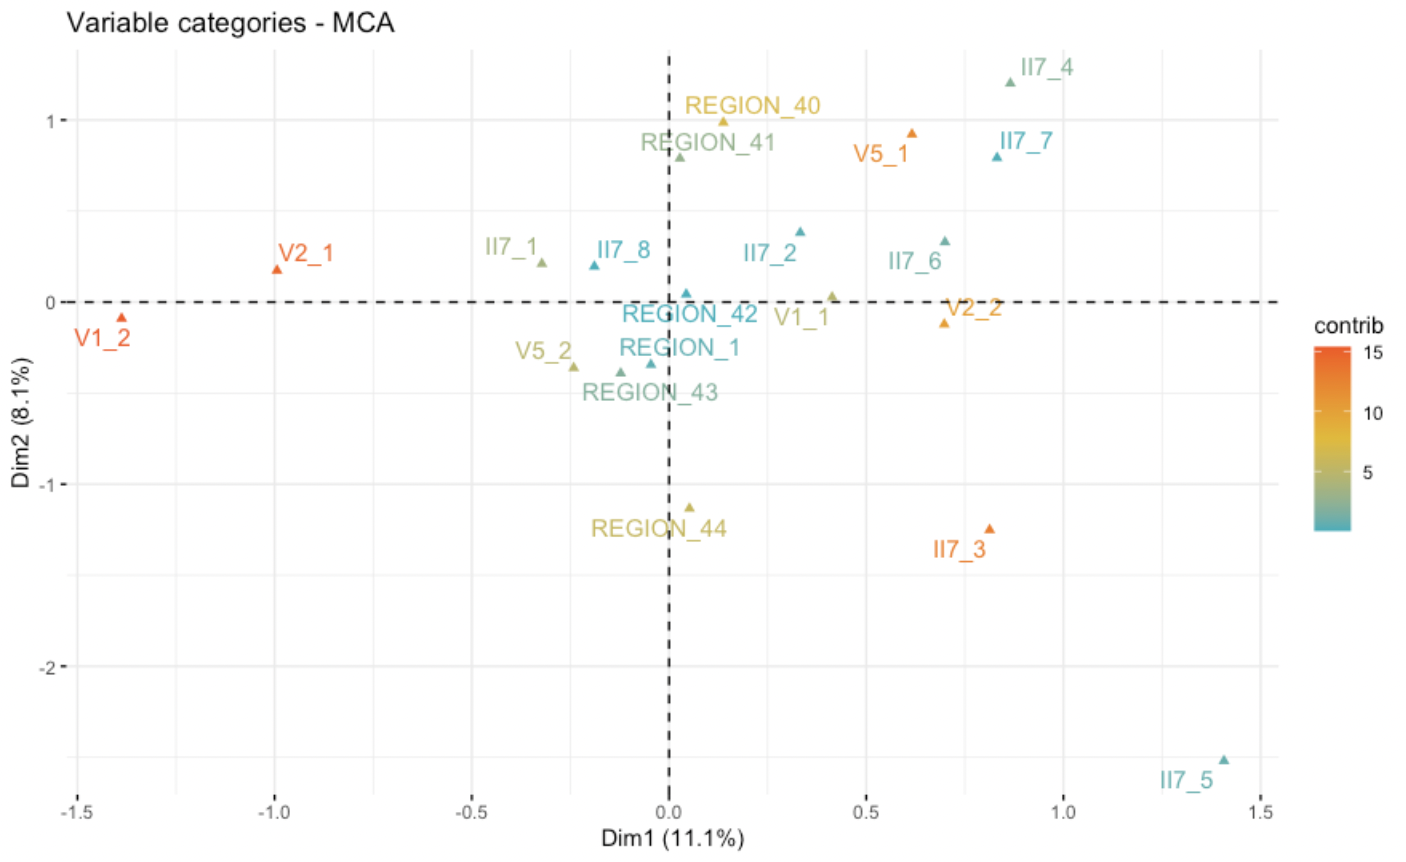 Variable categories - MCA
II7_4
REGION_40
REGION_41
V5_1
II7_7
V2_1
II7_1
II7_8
II7_2
II7_6
REGION_42
V1_1
V2_2
V1_2
V5_2
REGION_1
REGION_43
REGION_44
II7_3
II7_5
1
0
-1
-2
Dim2 (8.1%)
-1.5
-1.0
-0.5
0.0
0.5
1.0
1.5
Dim1 (11.1%)
contrib
15
10
5